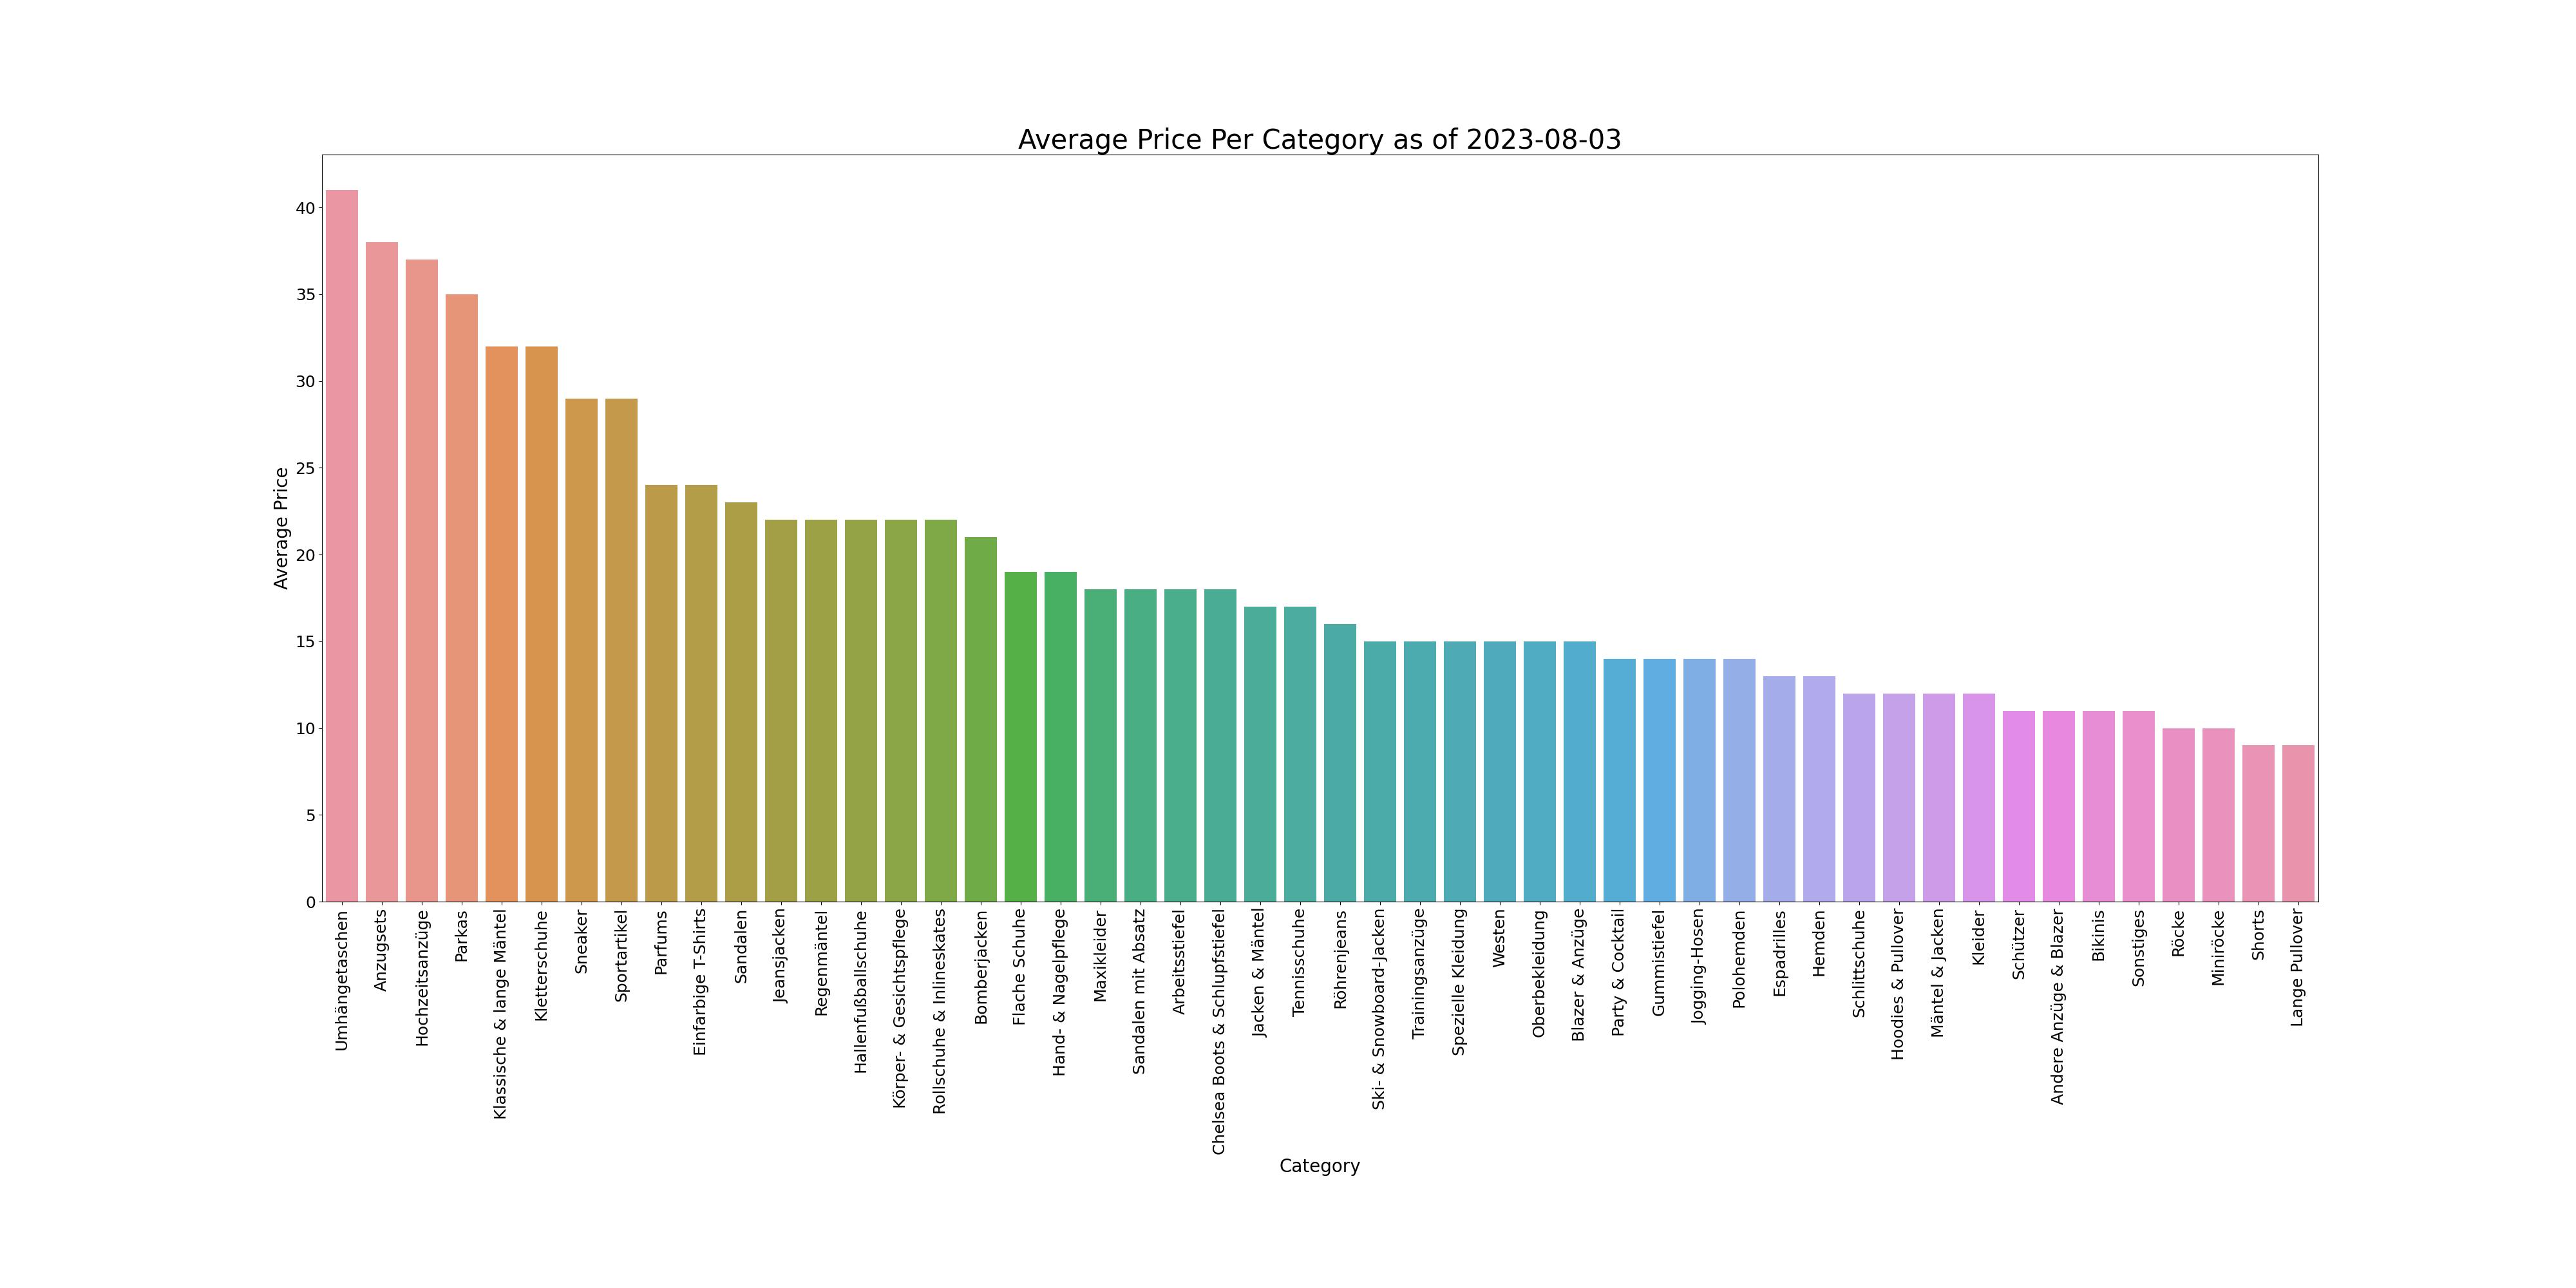 Average Price Per Category as of 2023-08-03
Average Price
40
35
30
25
20
15
10
5
0
Umhängetaschen
Anzugsets
Hochzeitsanzüge
Parkas
Klassische & lange Mäntel
Kletterschuhe
Sneaker
Sportartikel
Parfums
Einfarbige T-Shirts
Sandalen
Jeansjacken
Regenmäntel
Hallenfußballschuhe
Körper- & Gesichtspflege
Rollschuhe & Inlineskates
Bomberjacken
Flache Schuhe
Hand- & Nagelpflege
Maxikleider
Sandalen mit Absatz
Arbeitsstiefel
Chelsea Boots & Schlupfstiefel
Jacken & Mäntel
Tennisschuhe
Röhrenjeans
Ski- & Snowboard-Jacken
Trainingsanzüge
Spezielle Kleidung
Westen
Oberbekleidung
Blazer & Anzüge
Party & Cocktail
Gummistiefel
Jogging-Hosen
Polohemden
Espadrilles
Hemden
Schlittschuhe
Hoodies & Pullover
Mäntel & Jacken
Kleider
Schützer
Andere Anzüge & Blazer
Bikinis
Sonstiges
Röcke
Miniröcke
Shorts
Lange Pullover
Category